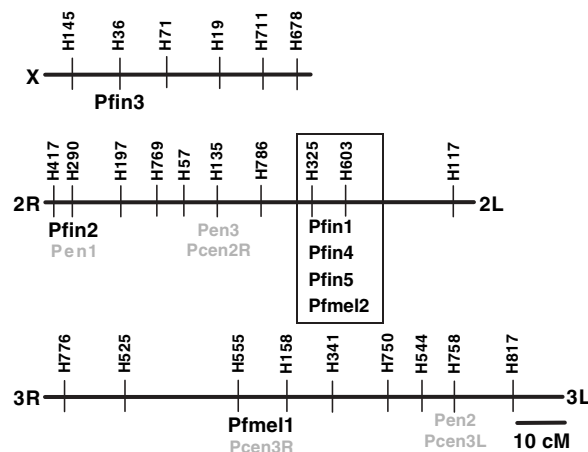 H145 H36 H71 H19 H711 H678
X
Pfin3
H417 H290 H197 H769 H57 H135 H786 H325 H603 H117
2R 2L
Pfin2 Pen3 Pfin1
Pen1 Pcen2R Pfin4
Pfin5
Pfmel2
H776 H525 H555 H158 H341 H750 H544 H758 H817
3R 3L
Pfmel1 Pen2
Pcen3R Pcen3L 10 cM